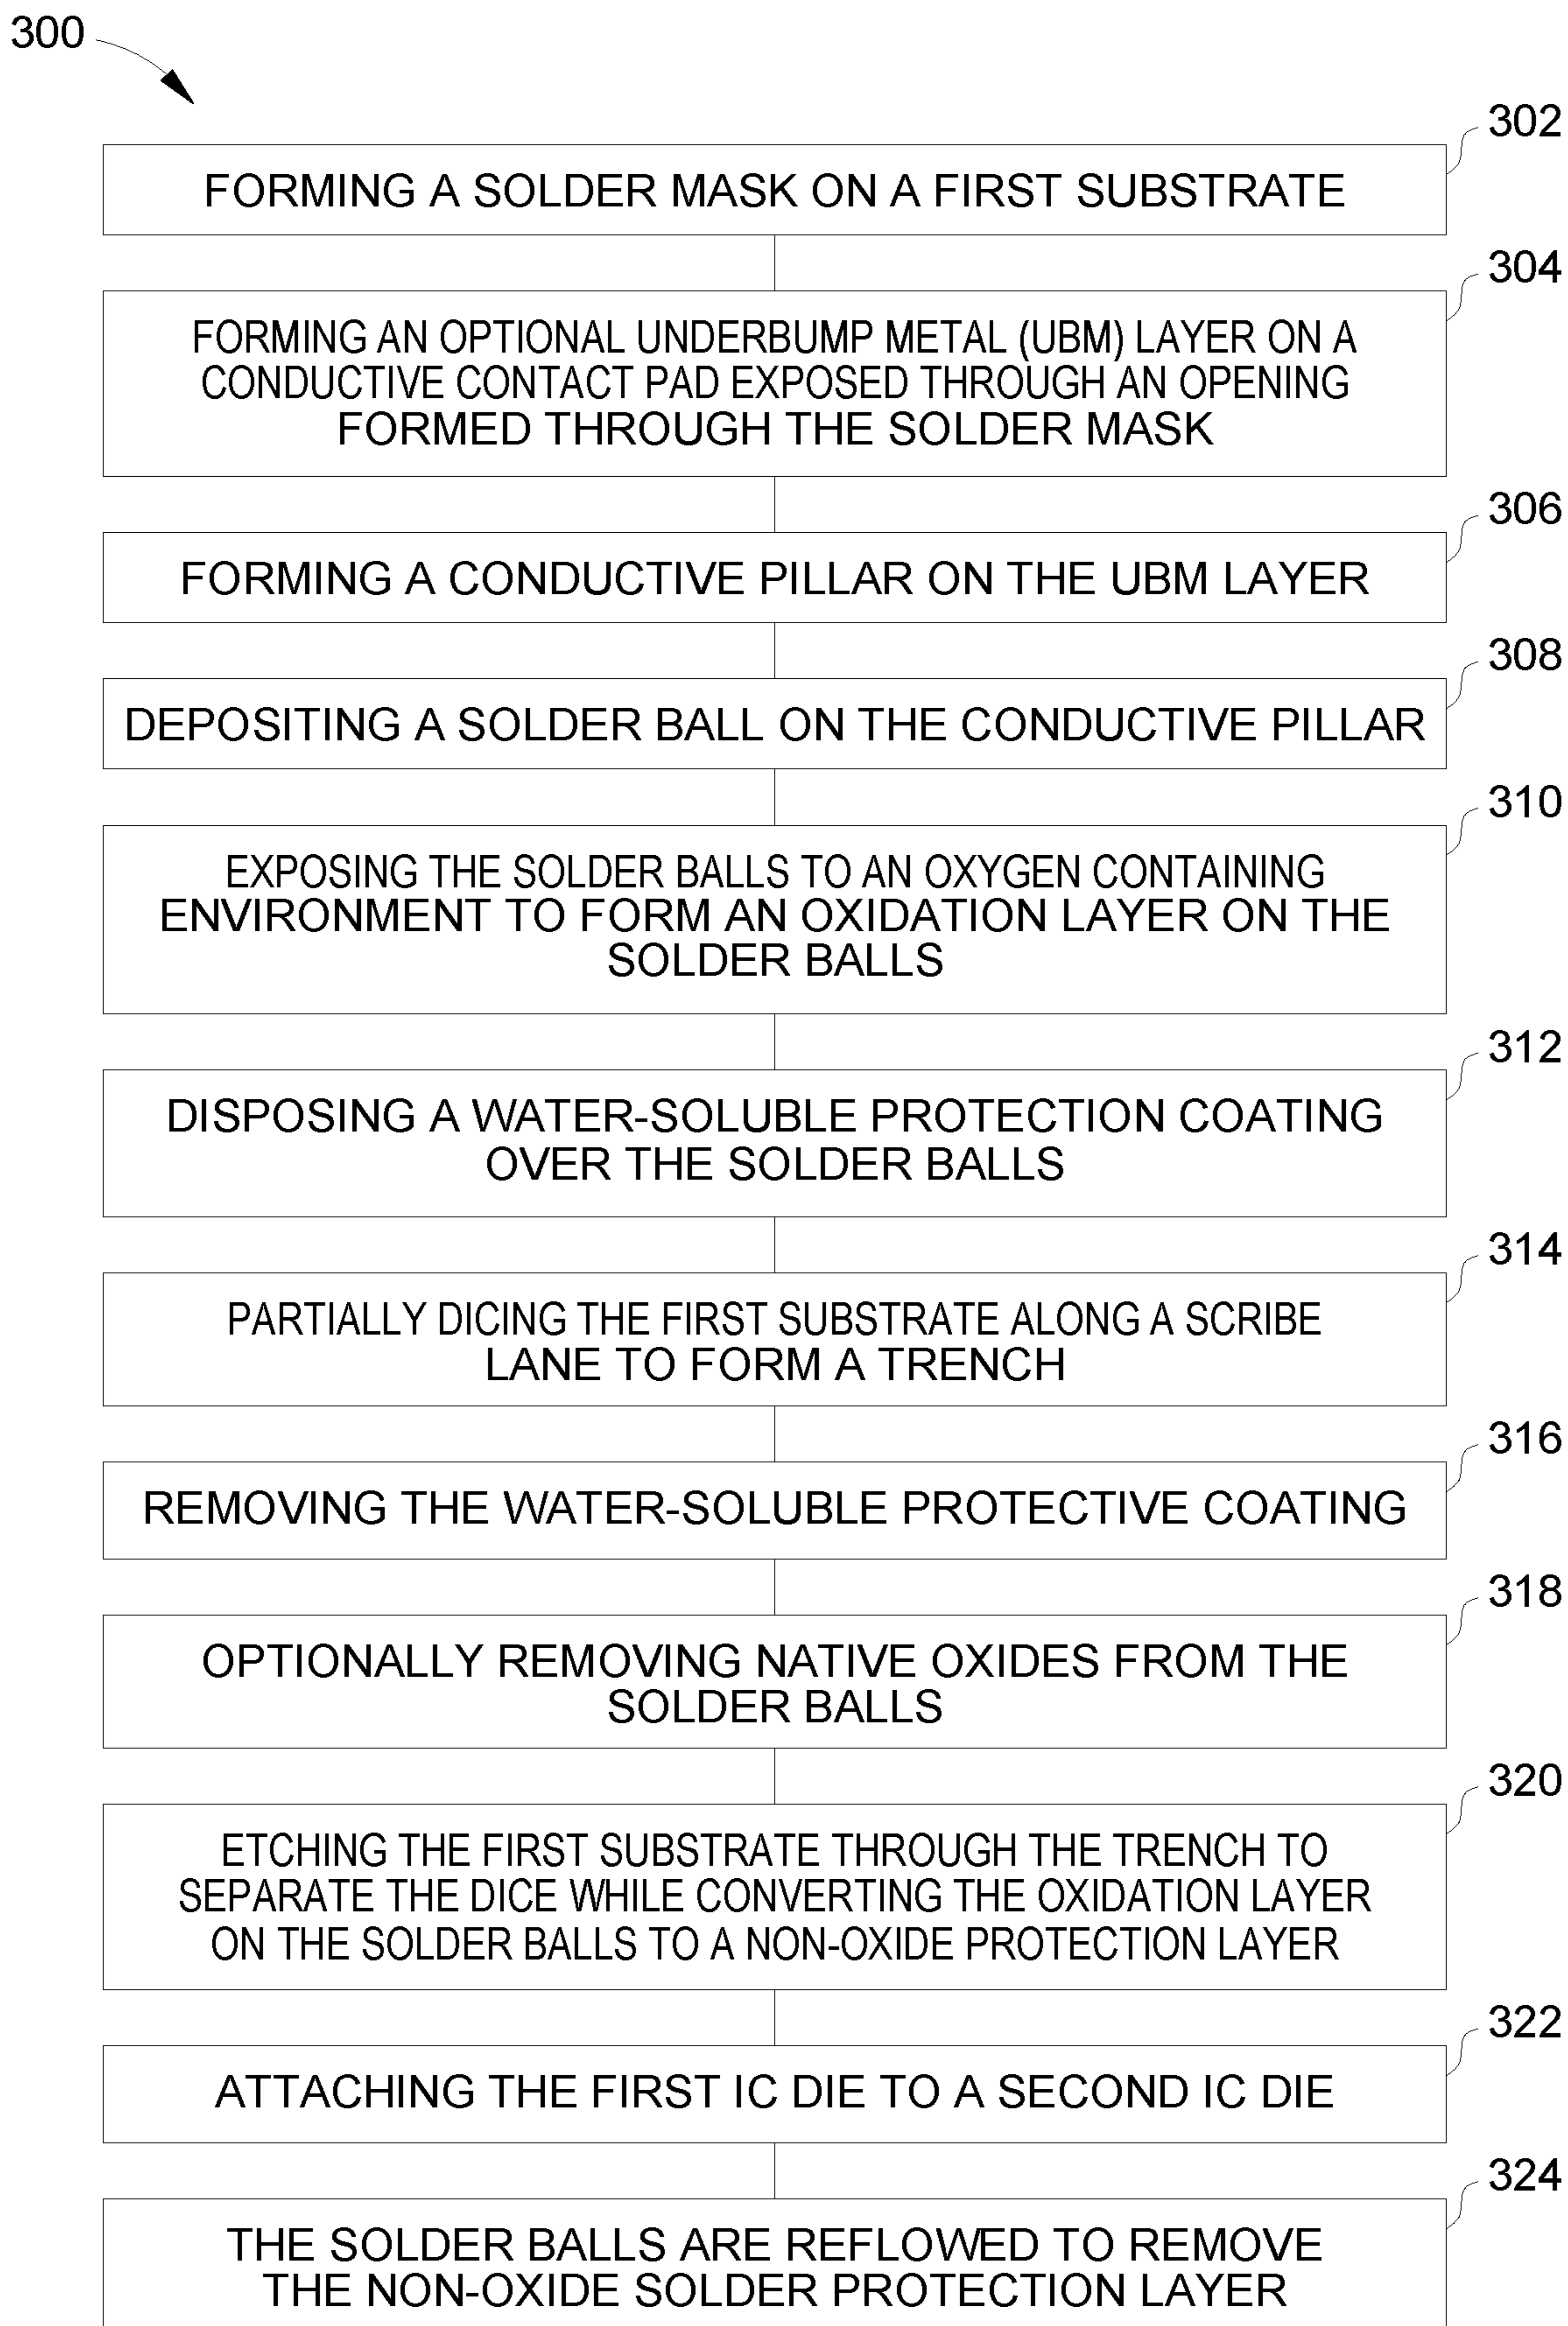 300
302
FORMING A SOLDER MASK ON A FIRST SUBSTRATE
304
FORMING AN OPTIONAL UNDERBUMP METAL (UBM) LAYER ON A
CONDUCTIVE CONTACT PAD EXPOSED THROUGH AN OPENING
FORMED THROUGH THE SOLDER MASK
306
FORMING A CONDUCTIVE PILLAR ON THE UBM LAYER
308
DEPOSITING A SOLDER BALL ON THE CONDUCTIVE PILLAR
310
EXPOSING THE SOLDER BALLS TO AN OXYGEN CONTAINING
ENVIRONMENT TO FORM AN OXIDATION LAYER ON THE
SOLDER BALLS
312
DISPOSING A WATER-SOLUBLE PROTECTION COATING
OVER THE SOLDER BALLS
314
PARTIALLY DICING THE FIRST SUBSTRATE ALONG A SCRIBE
LANE TO FORM A TRENCH
316
REMOVING THE WATER-SOLUBLE PROTECTIVE COATING
318
OPTIONALLY REMOVING NATIVE OXIDES FROM THE
SOLDER BALLS
320
ETCHING THE FIRST SUBSTRATE THROUGH THE TRENCH TO
SEPARATE THE DICE WHILE CONVERTING THE OXIDATION LAYER
ON THE SOLDER BALLS TO A NON-OXIDE PROTECTION LAYER
322
ATTACHING THE FIRST IC DIE TO A SECOND IC DIE
324
THE SOLDER BALLS ARE REFLOWED TO REMOVE
THE NON-OXIDE SOLDER PROTECTION LAYER